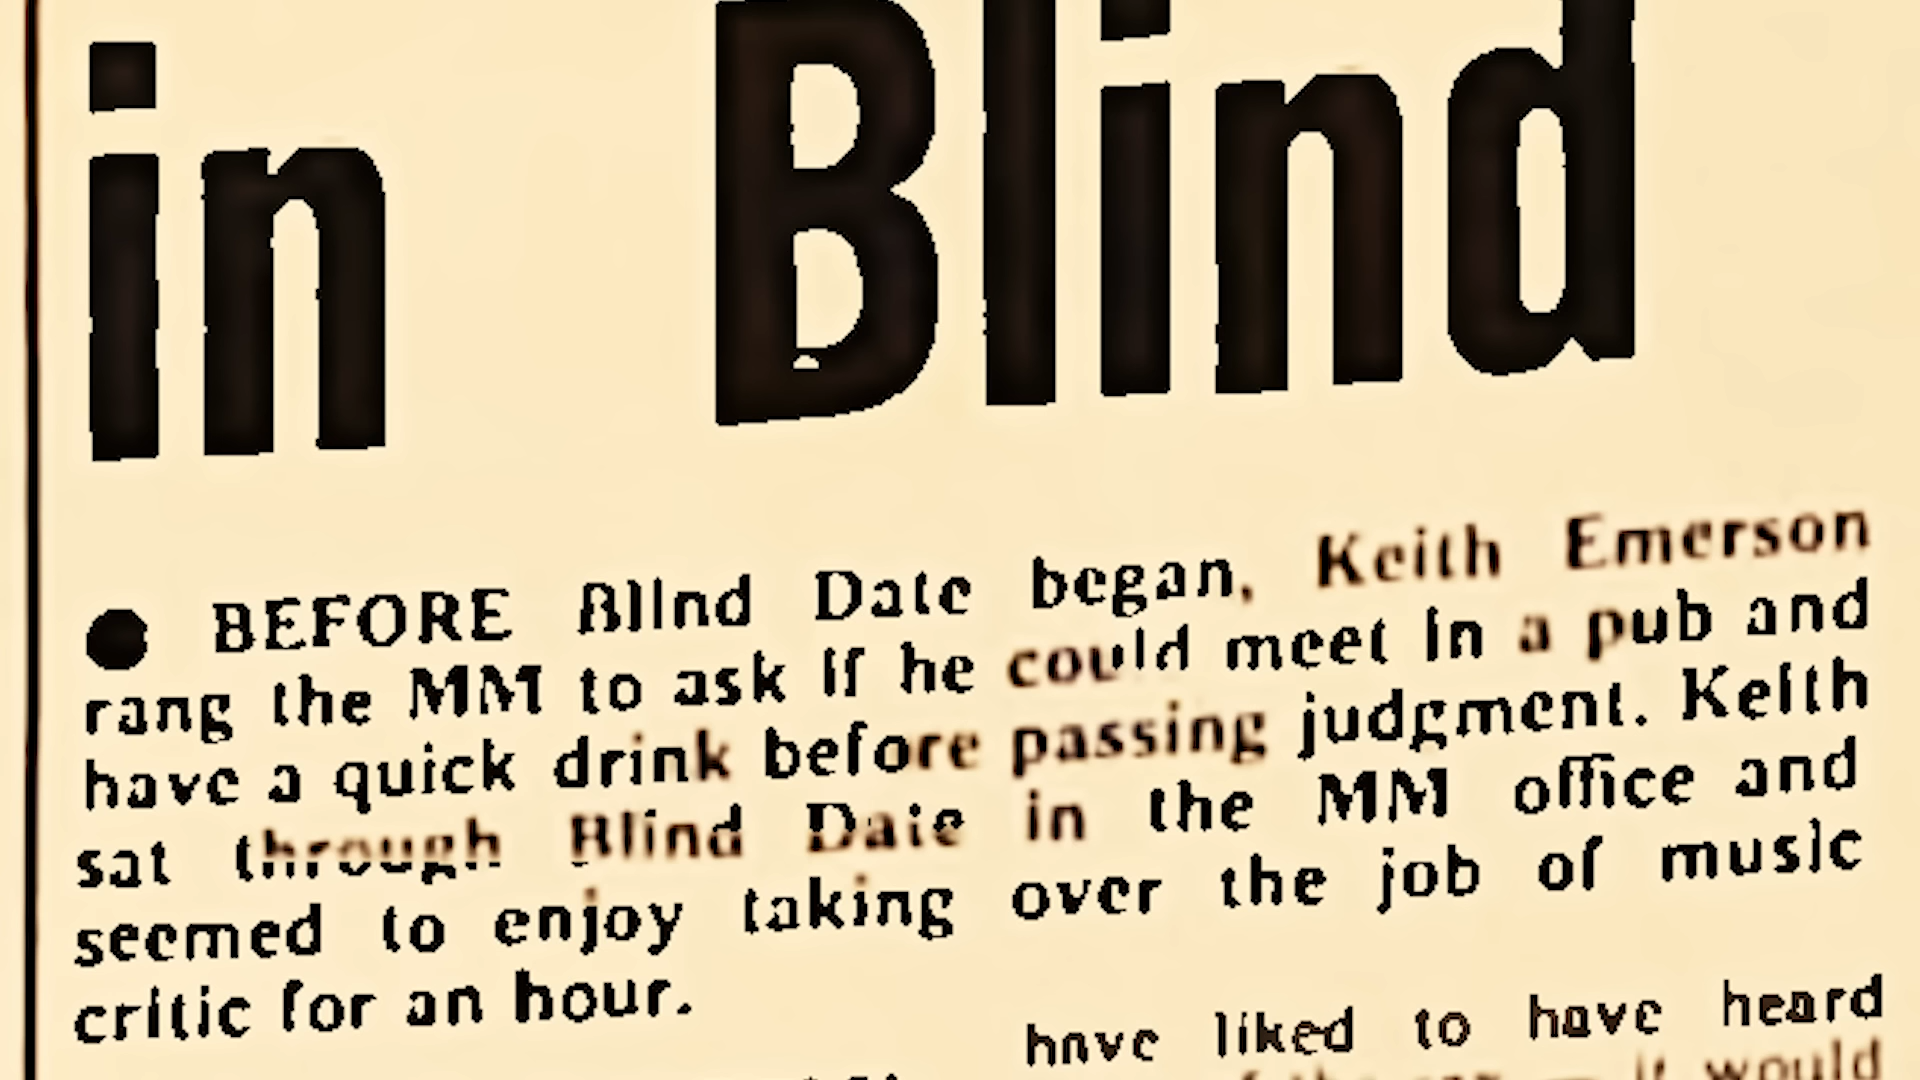 in Blind
● BEFORE Blind Date began, Keith Emerson
rang the MM to ask if he could meet in a pub and
have a quick drink before passing judgment. Keith
sat through Blind Date in the MM office and
seemed to enjoy taking over the job of music
critic for an hour.
have liked to have heard
it would